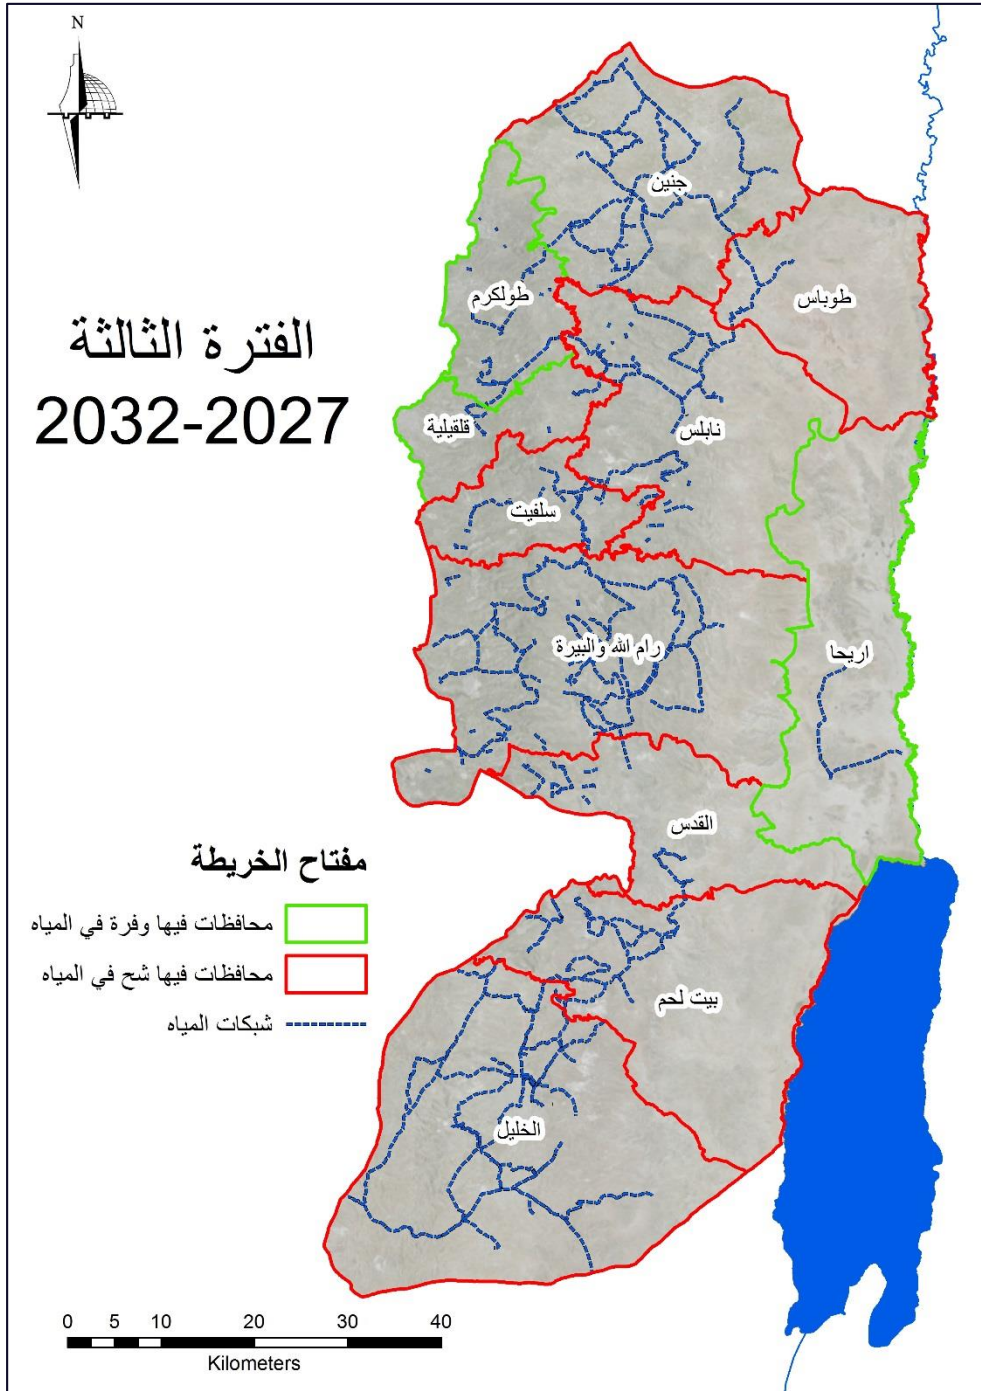 N
جنين
طوباس
طولكرم
الفترة الثالثة
2032-2027
قلقيلية
نابلس
سلفيت
رام الله والبيرة
اريحا
القدس
مفتاح الخريطة
محافظات فيها وفرة في المياه
محافظات فيها شح في المياه
شبكات المياه
بيت لحم
الخليل
0 5 10 20 30 40
Kilometers